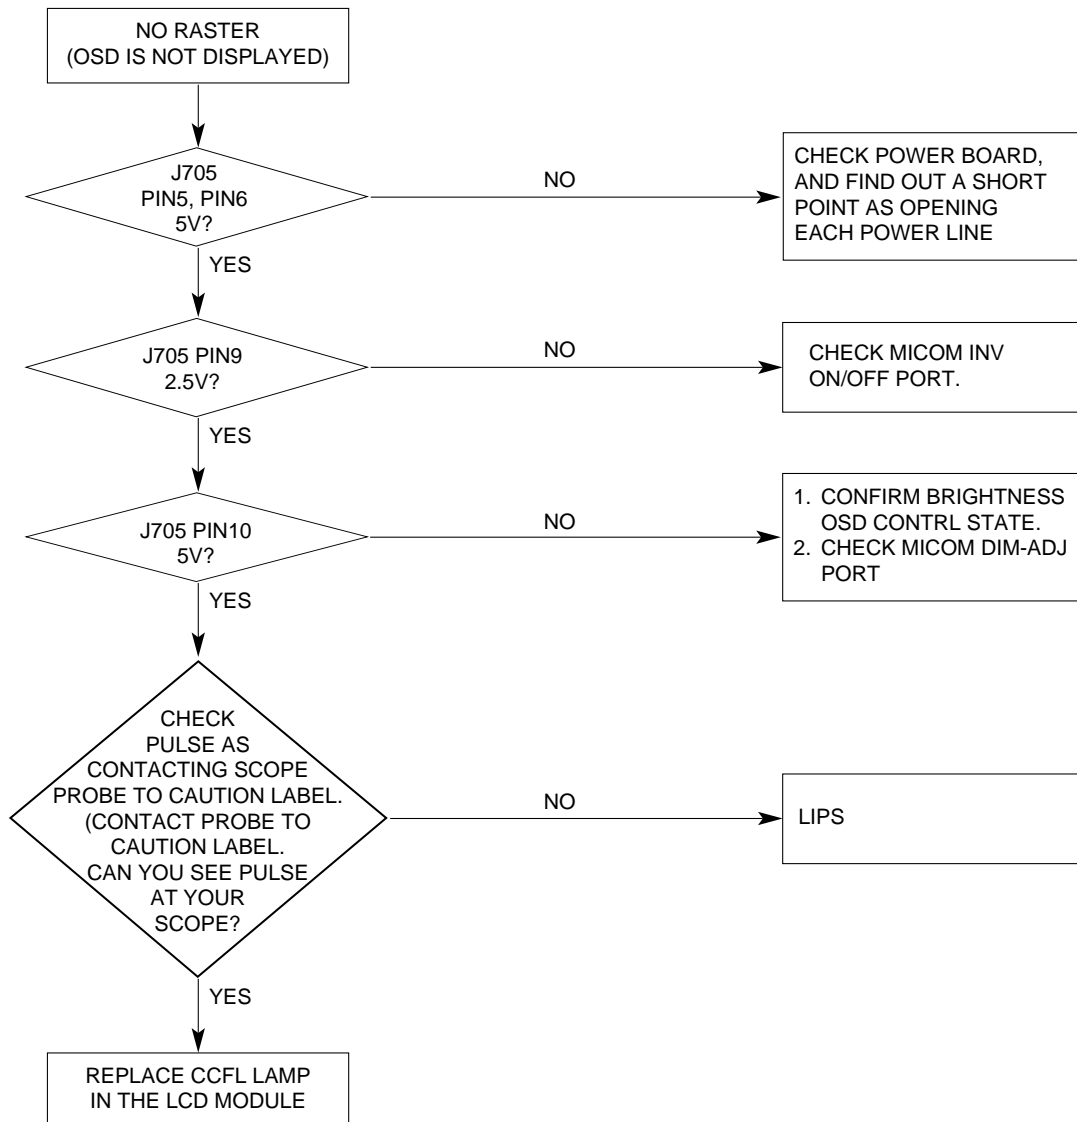 NO RASTER
(OSD IS NOT DISPLAYED)
J705
PIN5, PIN6
5V?
NO
CHECK POWER BOARD,
AND FIND OUT A SHORT
POINT AS OPENING
EACH POWER LINE
YES
J705 PIN9
2.5V?
NO
CHECK MICOM INV
ON/OFF PORT.
YES
J705 PIN10
5V?
NO
1. CONFIRM BRIGHTNESS
OSD CONTRL STATE.
2. CHECK MICOM DIM-ADJ
PORT
YES
CHECK
PULSE AS
CONTACTING SCOPE
PROBE TO CAUTION LABEL.
(CONTACT PROBE TO
CAUTION LABEL.
CAN YOU SEE PULSE
AT YOUR
SCOPE?
NO
LIPS
YES
REPLACE CCFL LAMP
IN THE LCD MODULE